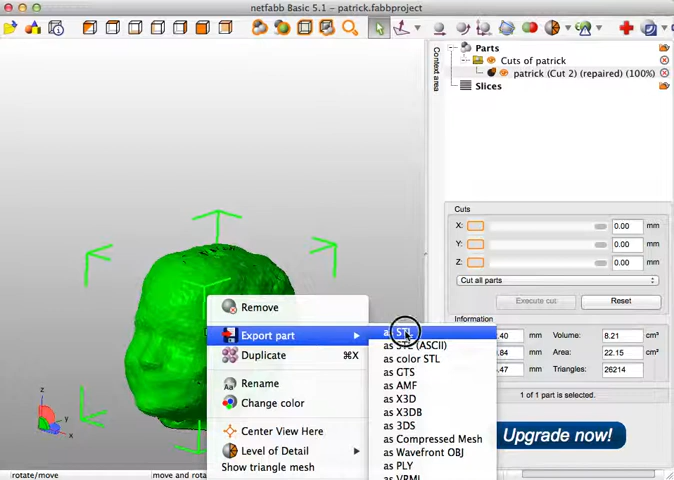 netfabb Basic 5.1 - patrick.fabbproject
Context area
Parts
Cuts of patrick
patrick (Cut 2) (repaired) (100%)
Slices
Cuts
X:
0.00
mm
Y:
0.00
mm
Z:
0.00
mm
Cut all parts
Execute cut
Reset
Information
.40 mm Volume: 8.21 cm³
.84 mm Area: 22.15 cm²
.47 mm Triangles: 26214
1 of 1 part is selected.
Upgrade now!
Remove
Export part
Duplicate ⌘X
Rename
Change color
Center View Here
Level of Detail
Show triangle mesh
as STL
as STL (ASCII)
as color STL
as GTS
as AMF
as X3D
as X3DB
as 3DS
as Compressed Mesh
as Wavefront OBJ
as PLY
as VRML
z
y
x
rotate/move
move and rota